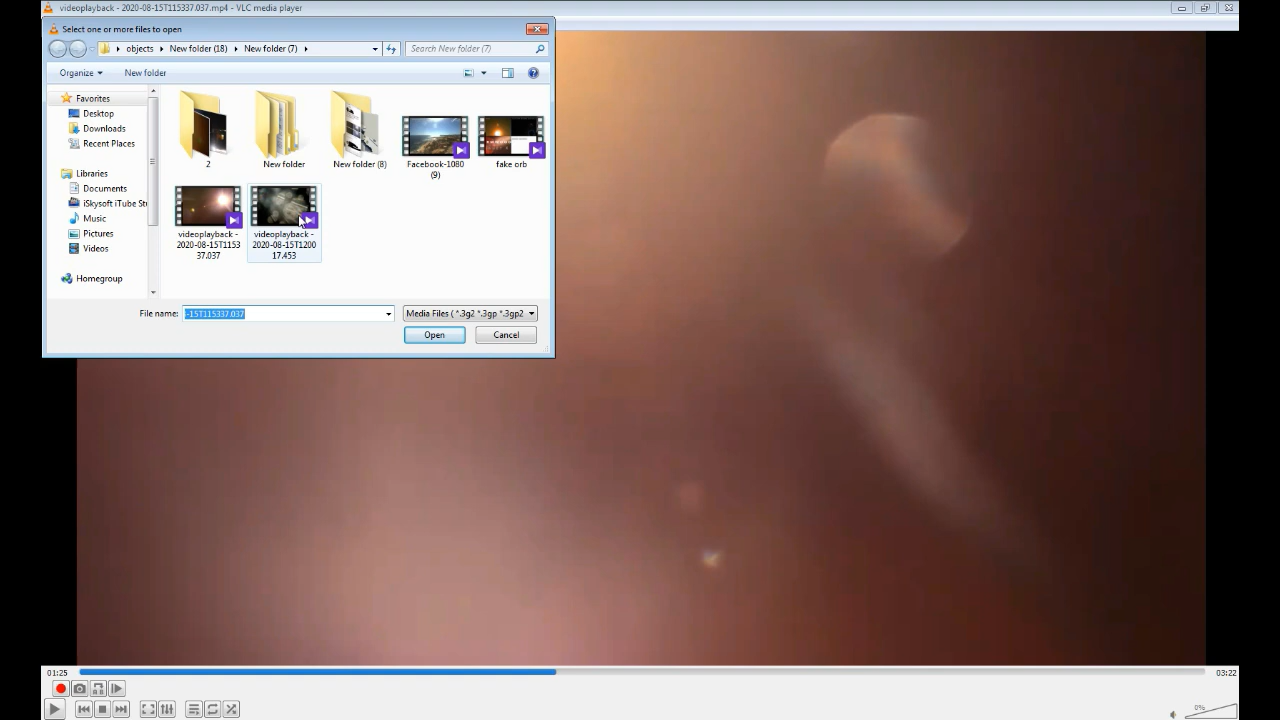 videoplayback - 2020-08-15T115337.037.mp4 - VLC media player
Select one or more files to open
objects
New folder (18)
New folder (7)
Search New folder (7)
Organize
New folder
Favorites
Desktop
Downloads
Recent Places
Libraries
Documents
iSkysoft iTube Stu
Music
Pictures
Videos
Homegroup
2
New folder
New folder (8)
Facebook-1080
(9)
fake orb
videoplayback -
2020-08-15T1153
37.037
videoplayback -
2020-08-15T1200
17.453
File name:
-15T115337.037
Media Files ( *.3g2 *.3gp *.3gp2
Open
Cancel
01:25
03:22
0%